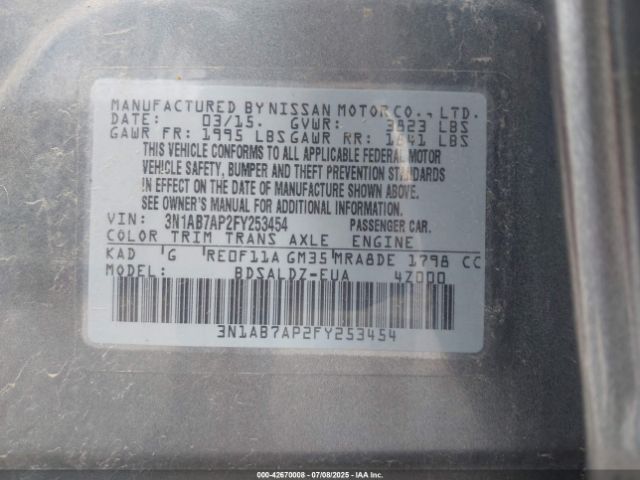 MANUFACTURED BY NISSAN MOTOR CO., LTD.
DATE: 03/15. GVWR: 3823 LBS
GAWR FR: 1995 LBS GAWR RR: 1841 LBS
THIS VEHICLE CONFORMS TO ALL APPLICABLE FEDERAL MOTOR
VEHICLE SAFETY, BUMPER AND THEFT PREVENTION STANDARDS
IN EFFECT ON THE DATE OF MANUFACTURE SHOWN ABOVE.
SEE OWNER'S MANUAL FOR ADDITIONAL INFORMATION.
VIN: 3N1AB7AP2FY253454 PASSENGER CAR.
COLOR TRIM TRANS AXLE ENGINE
KAD G RE0F11A GM35 MRA8DE 1798 CC
MODEL: BDSALDZ-EUA 4Z000
3N1AB7AP2FY253454
000-42670008 07/08/2025 - IAAI.COM